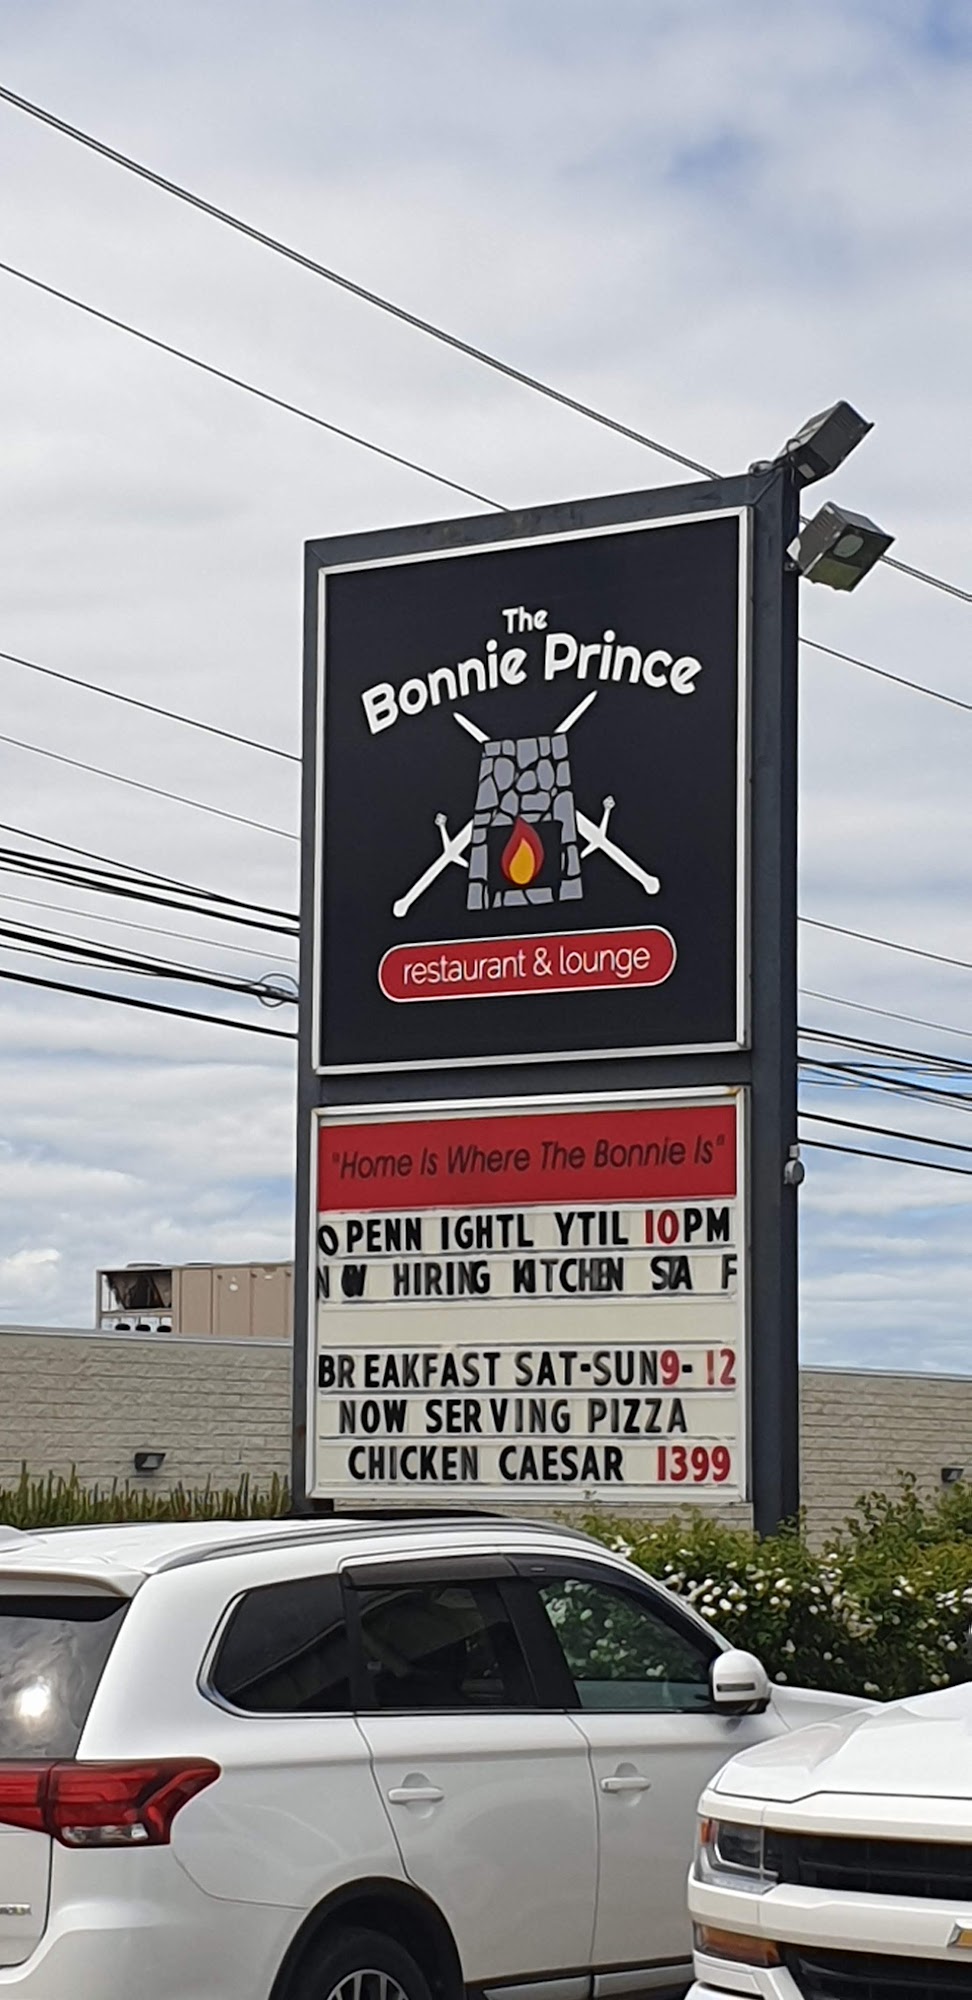 The
Bonnie Prince
restaurant & lounge
"Home Is Where The Bonnie Is"
OPENN IGHTL YTIL 10PM
NOW HIRING KITCHEN STA F
BR EAKFAST SAT-SUN9-12
NOW SERVING PIZZA
CHICKEN CAESAR 1399